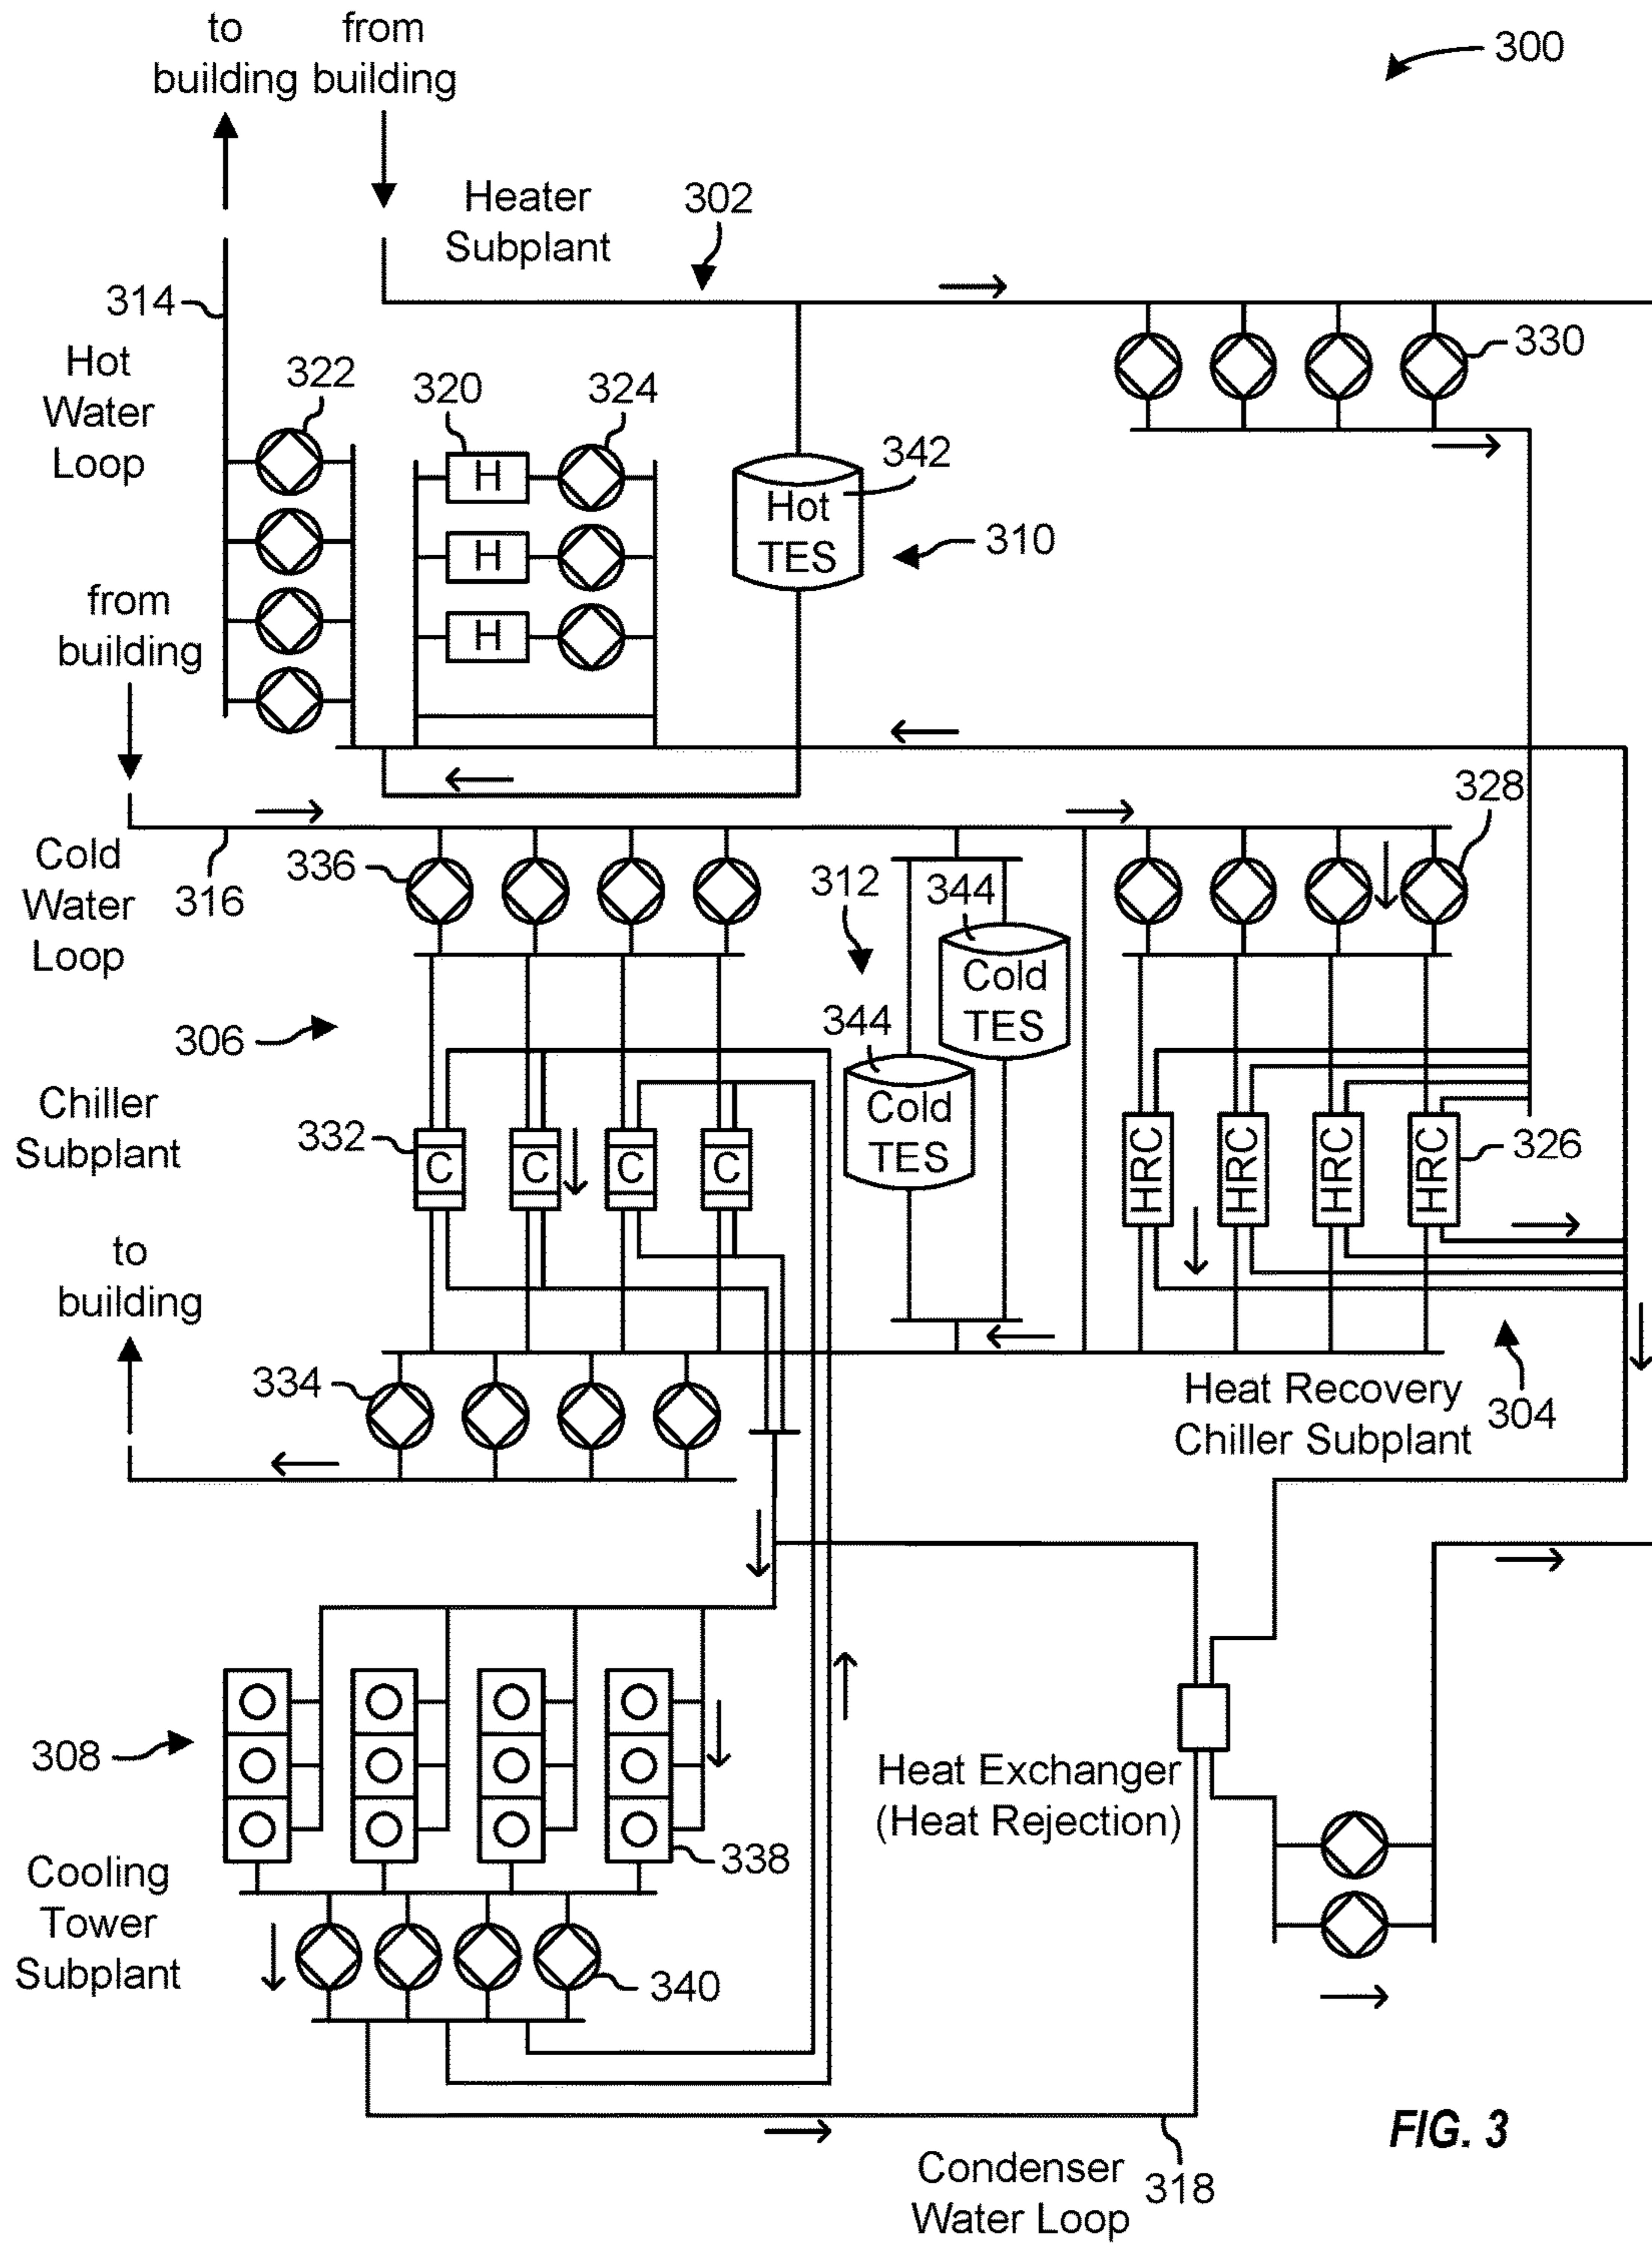 to
building
from
building
300
Heater
Subplant
302
314
Hot
Water
Loop
322
320
324
330
H
H
H
342
Hot
TES
310
from
building
328
Cold
Water
Loop
316
336
312
344
Cold
TES
344
Cold
TES
306
Chiller
Subplant
332
C
C
C
C
HRC
HRC
HRC
HRC
326
to
building
334
Heat Recovery
Chiller Subplant
304
308
Heat Exchanger
(Heat Rejection)
338
Cooling
Tower
Subplant
340
Condenser
Water Loop
318
FIG. 3